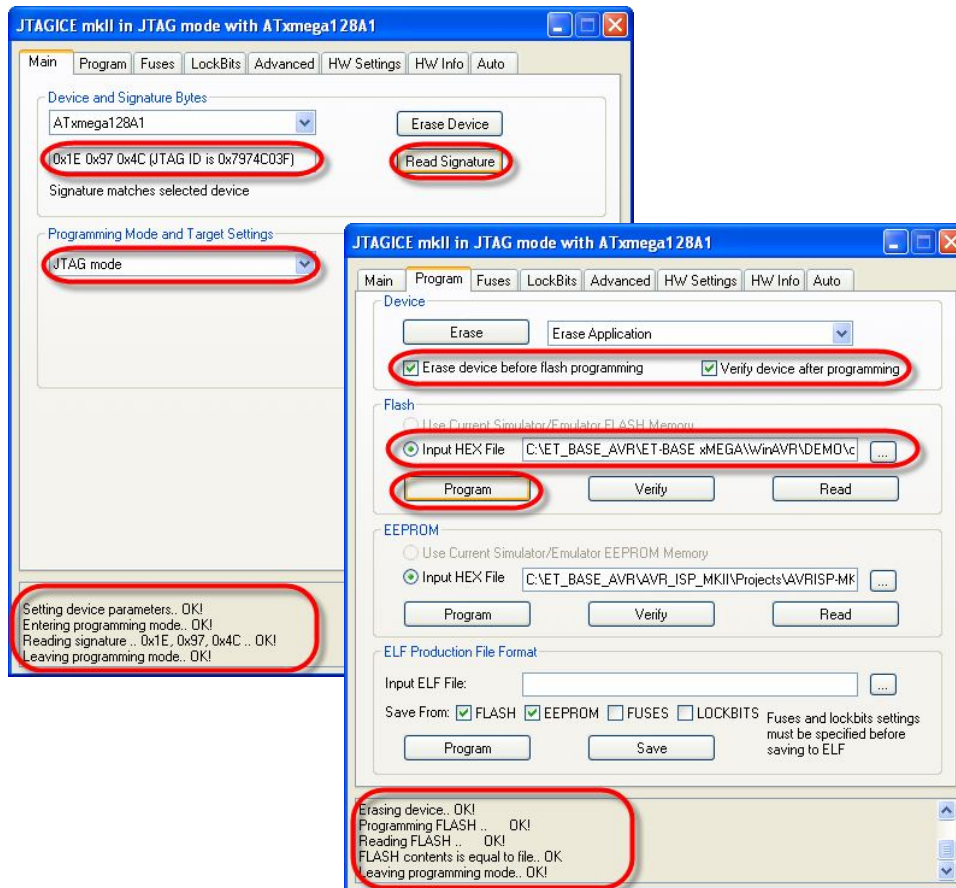 JTAGICE mkII in JTAG mode with ATxmega128A1
Main Program Fuses LockBits Advanced HW Settings HW Info Auto
Device and Signature Bytes
ATxmega128A1
Erase Device
0x1E 0x97 0x4C (JTAG ID is 0x7974C03F)
Read Signature
Signature matches selected device
Programming Mode and Target Settings
JTAG mode
Setting device parameters.. OK!
Entering programming mode.. OK!
Reading signature .. 0x1E, 0x97, 0x4C .. OK!
Leaving programming mode.. OK!
JTAGICE mkII in JTAG mode with ATxmega128A1
Main Program Fuses LockBits Advanced HW Settings HW Info Auto
Device
Erase Erase Application
Erase device before flash programming Verify device after programming
Flash
Use Current Simulator/Emulator FLASH Memory
Input HEX File C:\ET_BASE_AVR\ET-BASE xMEGA\WinAVR\DEMO\c ...
Program Verify Read
EEPROM
Use Current Simulator/Emulator EEPROM Memory
Input HEX File C:\ET_BASE_AVR\AVR_ISP_MKII\Projects\AVRISP-MK ...
Program Verify Read
ELF Production File Format
Input ELF File: ...
Save From: FLASH EEPROM FUSES LOCKBITS
Fuses and lockbits settings
must be specified before
saving to ELF
Program Save
Erasing device.. OK!
Programming FLASH .. OK!
Reading FLASH .. OK!
FLASH contents is equal to file.. OK
Leaving programming mode.. OK!